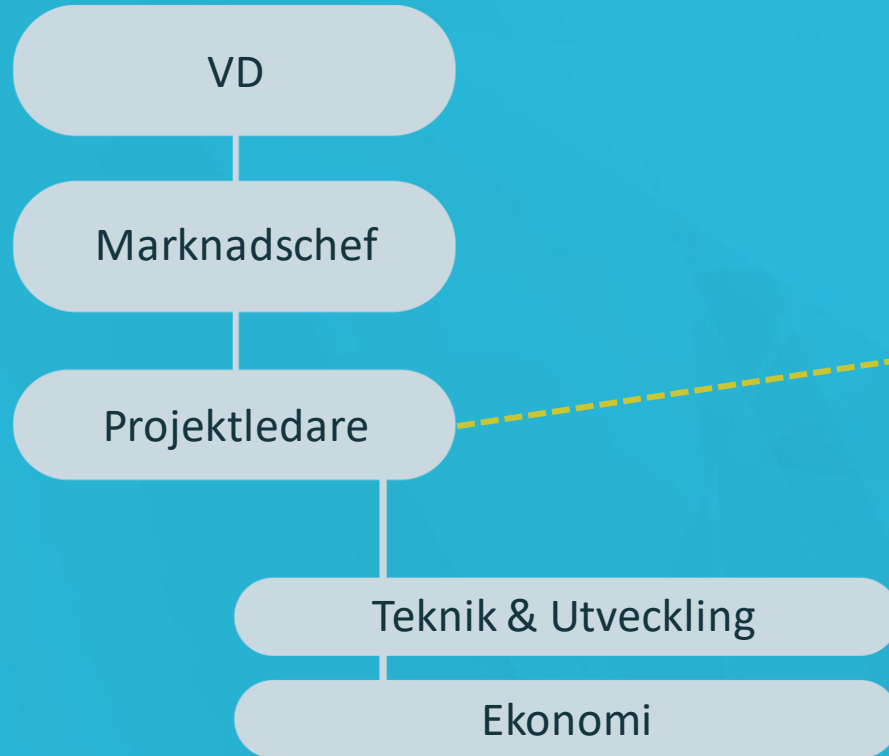 VD
Marknadschef
Projektledare
Teknik & Utveckling
Ekonomi